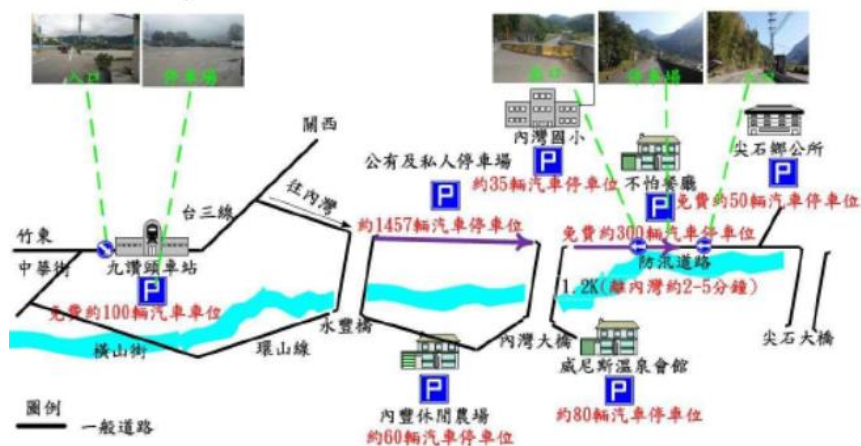 入口
停車場
出口
停車場
入口
關西
內灣國小
公有及私人停車場
P
P
約35輛汽車停車位
不怕餐廳
P
尖石鄉公所
P
免費約50輛汽車停車位
往內灣
台三線
約1457輛汽車停車位
免費約300輛汽車停車位
竹東
中華街
九讚頭車站
P
免費約100輛汽車車位
防汛道路
1.2K(離內灣約2-5分鐘)
永豐橋
橫山街
環山線
內灣大橋
尖石大橋
威尼斯溫泉會館
P
約80輛汽車停車位
P
內豐休閒農場
約60輛汽車停車位
圖例
一般道路